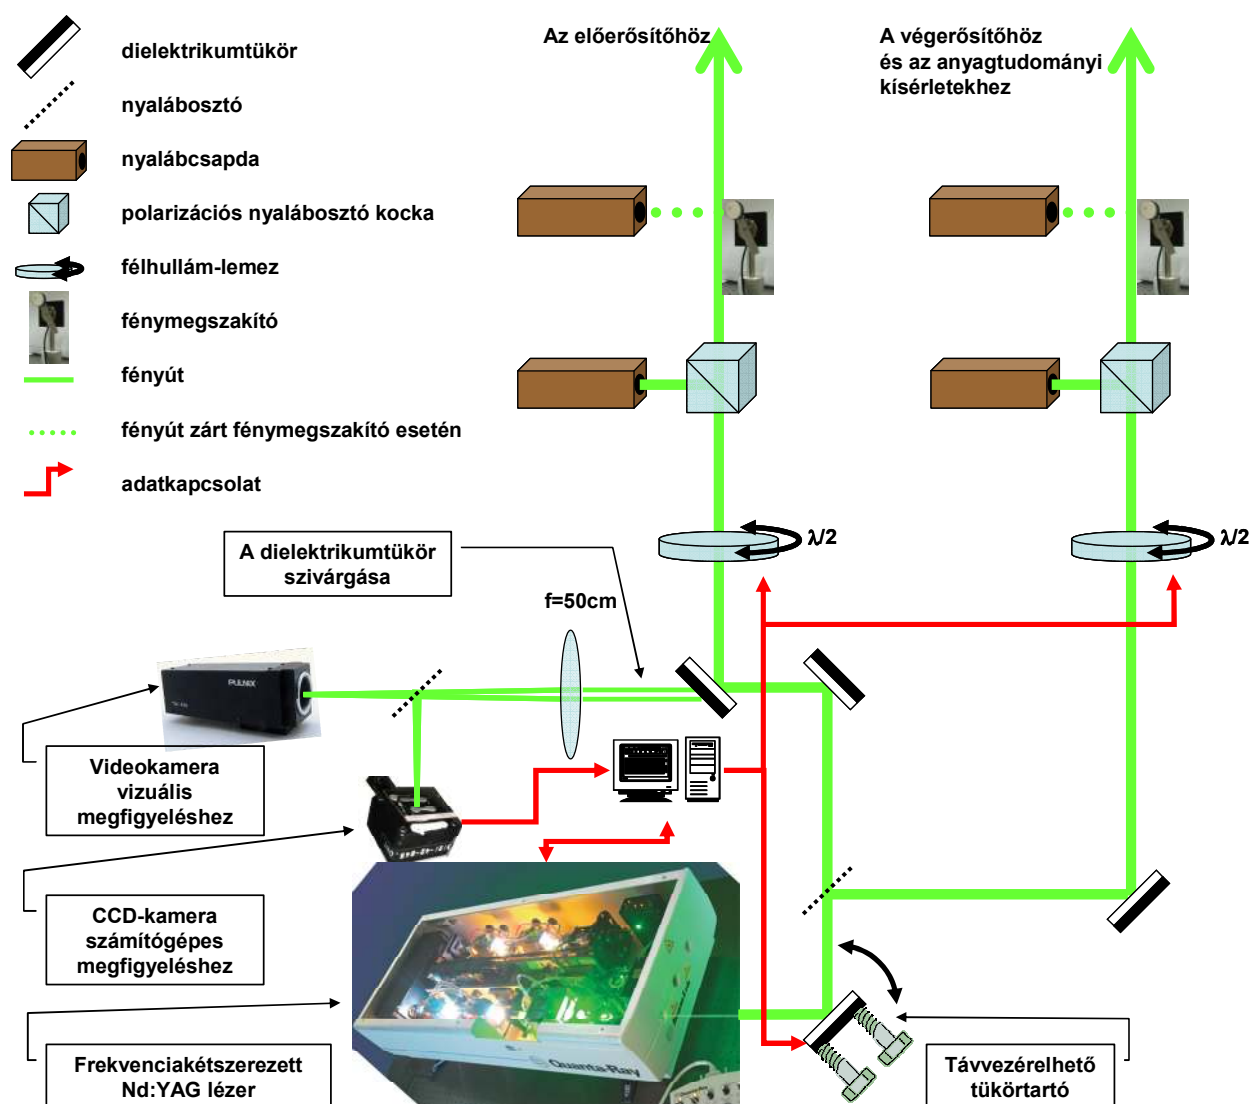 dielektrikumtükör
nyalábosztó
nyalábcsapda
polarizációs nyalábosztó kocka
félhullám-lemez
fénymegszakító
fényút
fényút zárt fénymegszakító esetén
adatkapcsolat
Az előerősítőhöz
A végerősítőhöz
és az anyagtudományi
kísérletekhez
λ/2
λ/2
A dielektrikumtükör
szivárgása
f=50cm
PULNIX
Videokamera
vizuális
megfigyeléshez
CCD-kamera
számítógépes
megfigyeléshez
Quanta-Ray
Frekvenciakétszerezett
Nd:YAG lézer
Távvezérelhető
tükörtartó